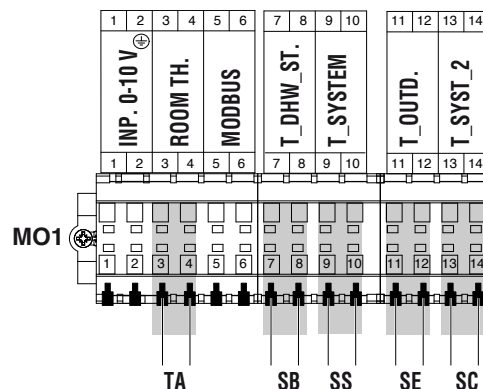 1 2 3 4 5 6 7 8 9 10 11 12 13 14
INP. 0-10 V
ROOM TH.
MODBUS
T_DHW_ST.
T_SYSTEM
T_OUTD.
T_SYST_2
1 2 3 4 5 6 7 8 9 10 11 12 13 14
MO1
1 2 3 4 5 6 7 8 9 10 11 12 13 14
TA SB SS SE SC